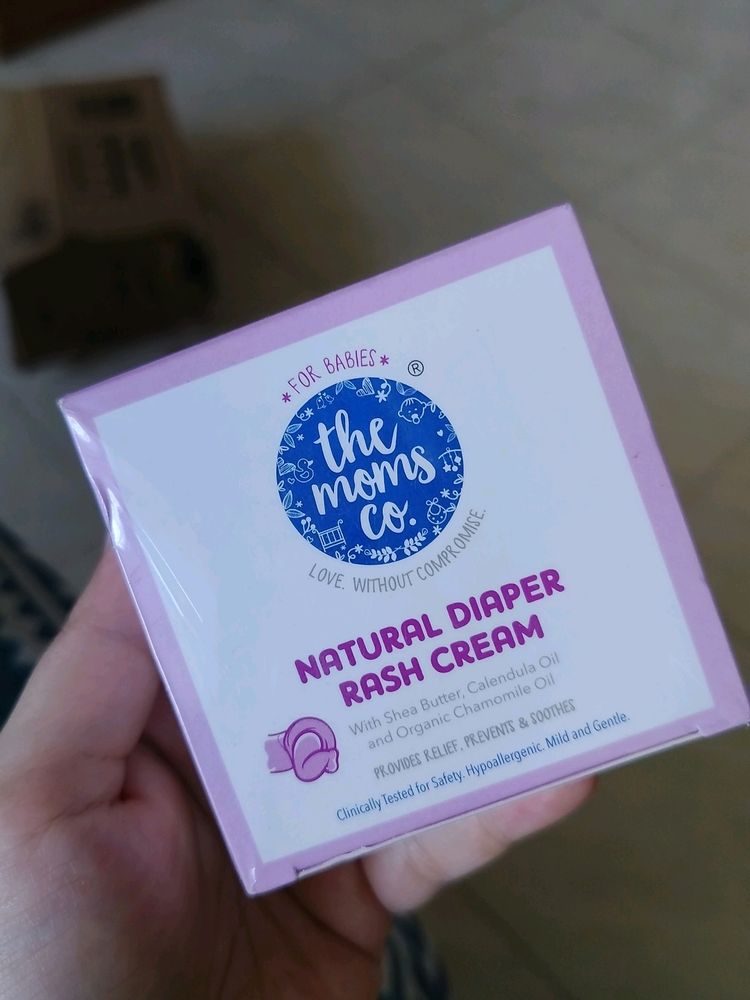 *FOR BABIES*
®
the
moms
co.
LOVE. WITHOUT COMPROMISE.
NATURAL DIAPER
RASH CREAM
With Shea Butter, Calendula Oil
and Organic Chamomile Oil
PROVIDES RELIEF. PREVENTS & SOOTHES
Clinically Tested for Safety. Hypoallergenic. Mild and Gentle.